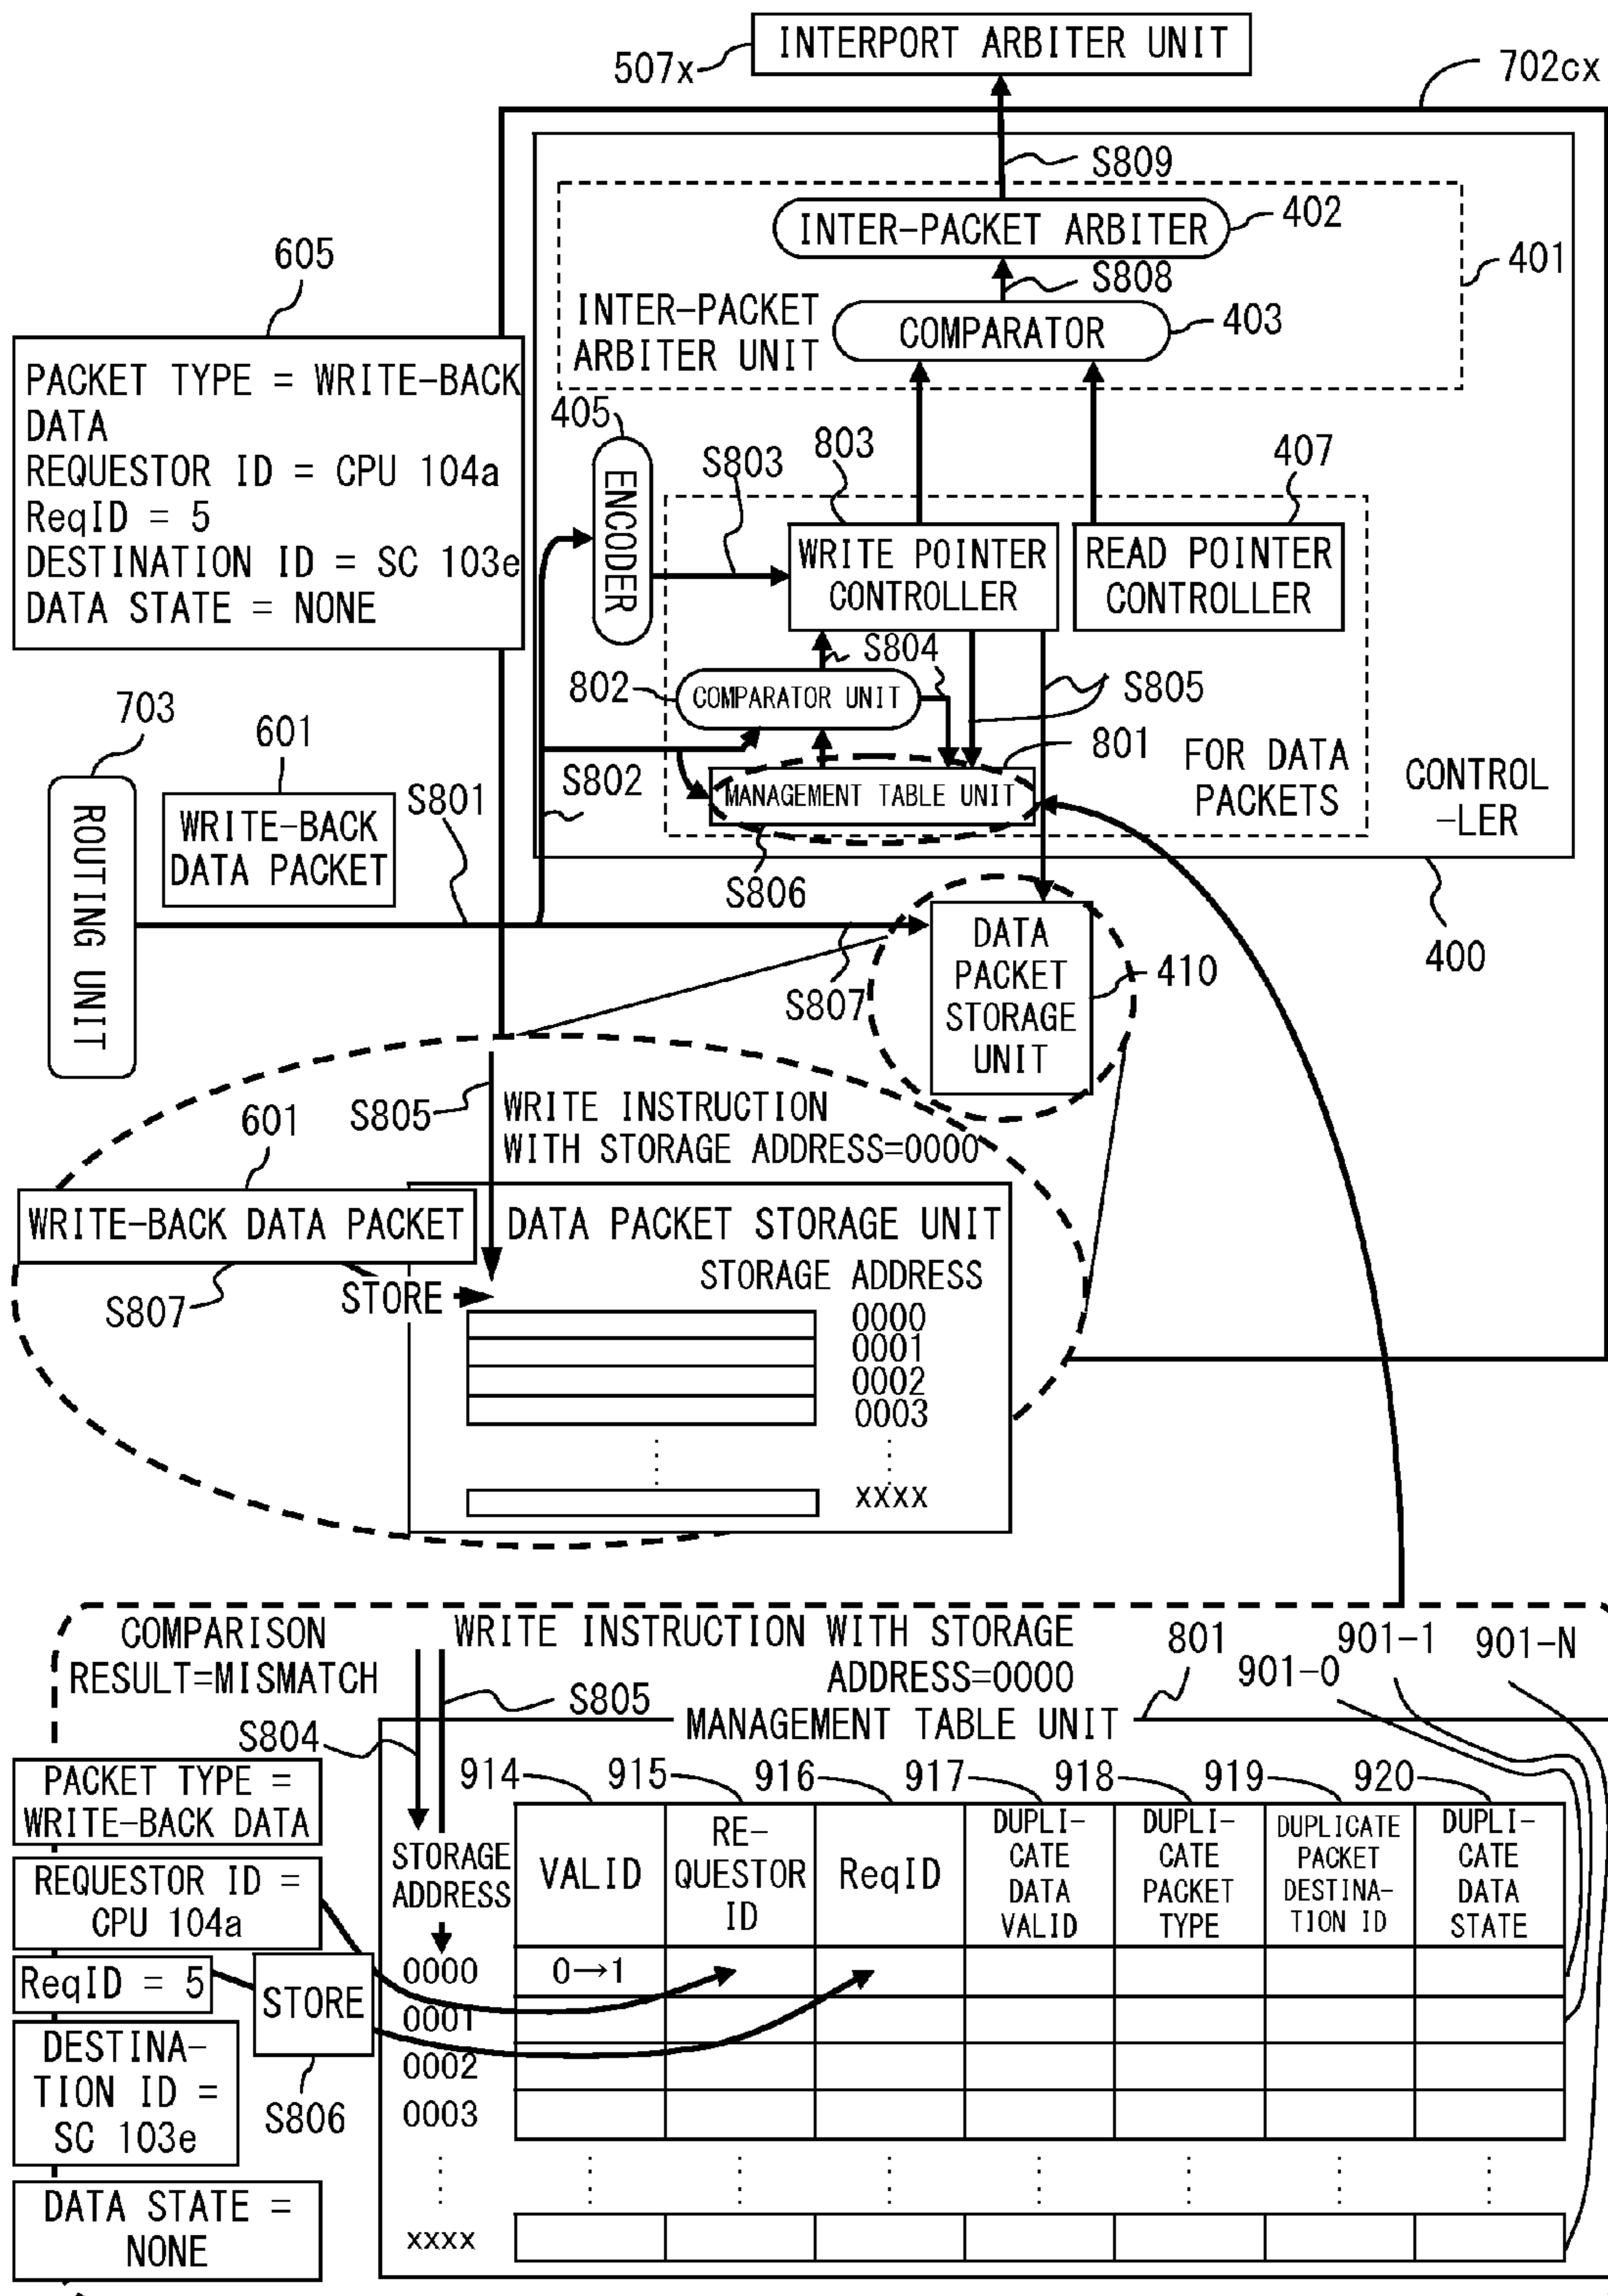 INTERPORT ARBITER UNIT
507x
702cx
S809
INTER-PACKET ARBITER
402
401
S808
605
INTER-PACKET
ARBITER UNIT
COMPARATOR
403
PACKET TYPE = WRITE-BACK
DATA
REQUESTOR ID = CPU 104a
ReqID = 5
DESTINATION ID = SC 103e
DATA STATE = NONE
405
ENCODER
S803
803
407
WRITE POINTER
CONTROLLER
READ POINTER
CONTROLLER
S804
802
COMPARATOR UNIT
S805
703
601
S801
S802
801
MANAGEMENT TABLE UNIT
FOR DATA
PACKETS
CONTROL
-LER
ROUTING UNIT
WRITE-BACK
DATA PACKET
S806
400
DATA
PACKET
STORAGE
UNIT
410
S807
S805
WRITE INSTRUCTION
WITH STORAGE ADDRESS=0000
601
WRITE-BACK DATA PACKET
DATA PACKET STORAGE UNIT
STORAGE ADDRESS
S807
STORE
0000
0001
0002
0003
xxxx
COMPARISON
RESULT=MISMATCH
WRITE INSTRUCTION WITH STORAGE
ADDRESS=0000
801
901-0
901-1
901-N
S805
S804
MANAGEMENT TABLE UNIT
914
915
916
917
918
919
920
PACKET TYPE =
WRITE-BACK DATA
REQUESTOR ID =
CPU 104a
ReqID = 5
STORE
S806
DESTINA-
TION ID =
SC 103e
DATA STATE =
NONE
STORAGE
ADDRESS
VALID
RE-
QUESTOR
ID
ReqID
DUPLI-
CATE
DATA
VALID
DUPLI-
CATE
PACKET
TYPE
DUPLICATE
PACKET
DESTINA-
TION ID
DUPLI-
CATE
DATA
STATE
0000
0→1
0001
0002
0003
xxxx